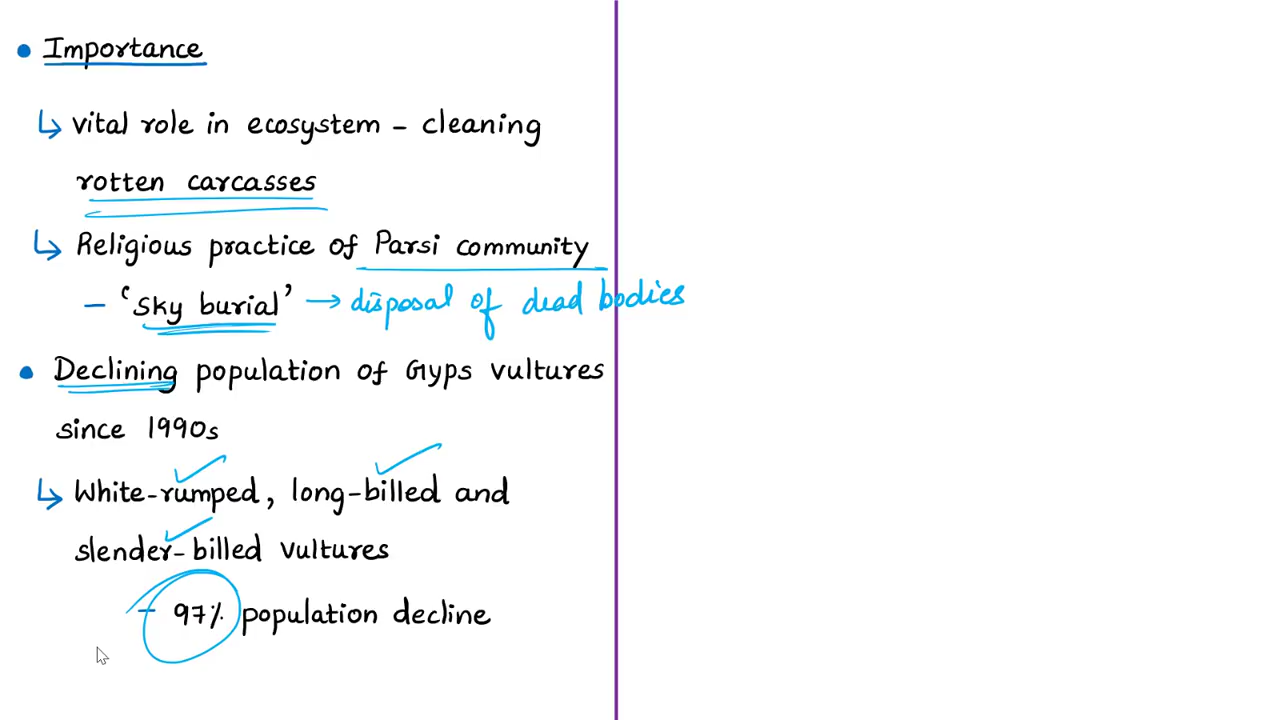 • Importance
↳ vital role in ecosystem - cleaning
rotten carcasses
↳ Religious practice of Parsi community
- 'Sky burial' → disposal of dead bodies
• Declining population of Gyps vultures
since 1990s
↳ White-rumped, long-billed and
slender-billed vultures
- 97% population decline